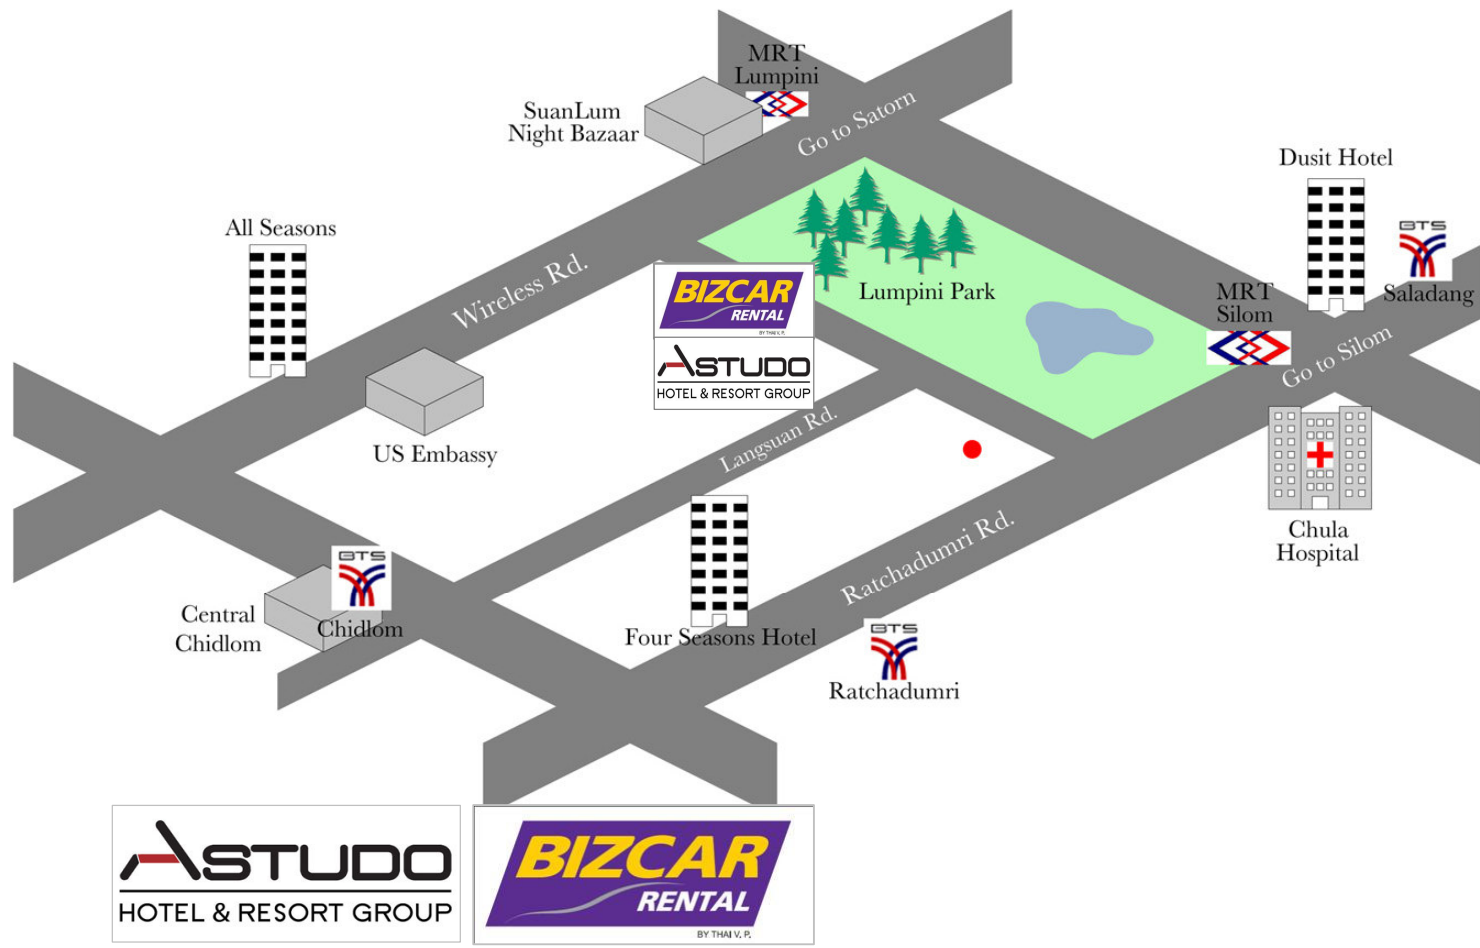 MRT
Lumpini
SuanLum
Night Bazaar
Go to Satorn
Dusit Hotel
All Seasons
BTS
Saladang
Wireless Rd.
BIZCAR
RENTAL
BY THAI V. P.
Lumpini Park
MRT
Silom
Go to Silom
ASTUDO
HOTEL & RESORT GROUP
US Embassy
Langsuan Rd.
Chula
Hospital
Ratchadumri Rd.
BTS
Chidlom
Central
Chidlom
Four Seasons Hotel
BTS
Ratchadumri
ASTUDO
HOTEL & RESORT GROUP
BIZCAR
RENTAL
BY THAI V. P.